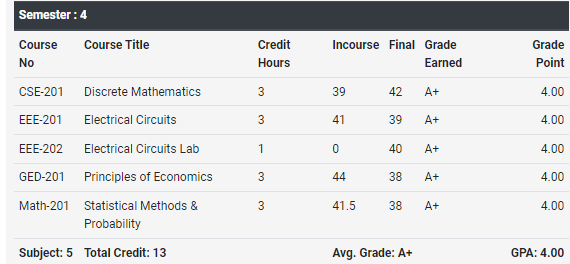 Semester : 4
Course No Course Title Credit Hours Incourse Final Grade Earned Grade Point
CSE-201 Discrete Mathematics 3 39 42 A+ 4.00
EEE-201 Electrical Circuits 3 41 39 A+ 4.00
EEE-202 Electrical Circuits Lab 1 0 40 A+ 4.00
GED-201 Principles of Economics 3 44 38 A+ 4.00
Math-201 Statistical Methods & Probability 3 41.5 38 A+ 4.00
Subject: 5 Total Credit: 13 Avg. Grade: A+ GPA: 4.00